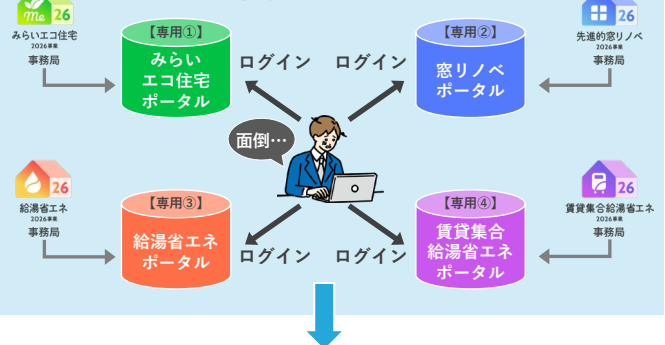 Me 26
みらいエコ住宅
2026事業
事務局
【専用①】
みらい
エコ住宅
ポータル
ログイン
ログイン
【専用②】
窓リノベ
ポータル
26
先進的窓リノベ
2026事業
事務局
面倒…
26
給湯省エネ
2026事業
事務局
【専用③】
給湯省エネ
ポータル
ログイン
ログイン
【専用④】
賃貸集合
給湯省エネ
ポータル
26
賃貸集合給湯省エネ
2026事業
事務局